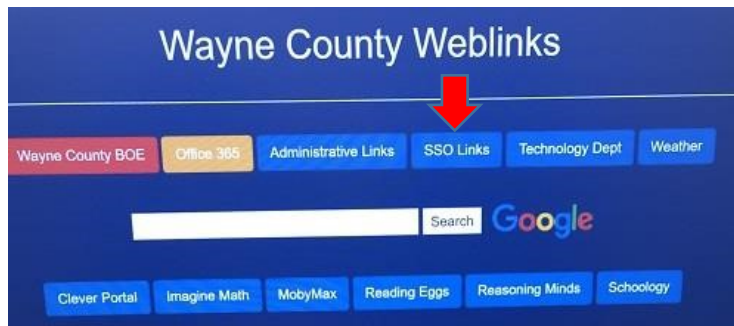 Wayne County Weblinks
Wayne County BOE Office 365 Administrative Links SSO Links Technology Dept Weather
Search Google
Clever Portal Imagine Math MobyMax Reading Eggs Reasoning Minds Schoology